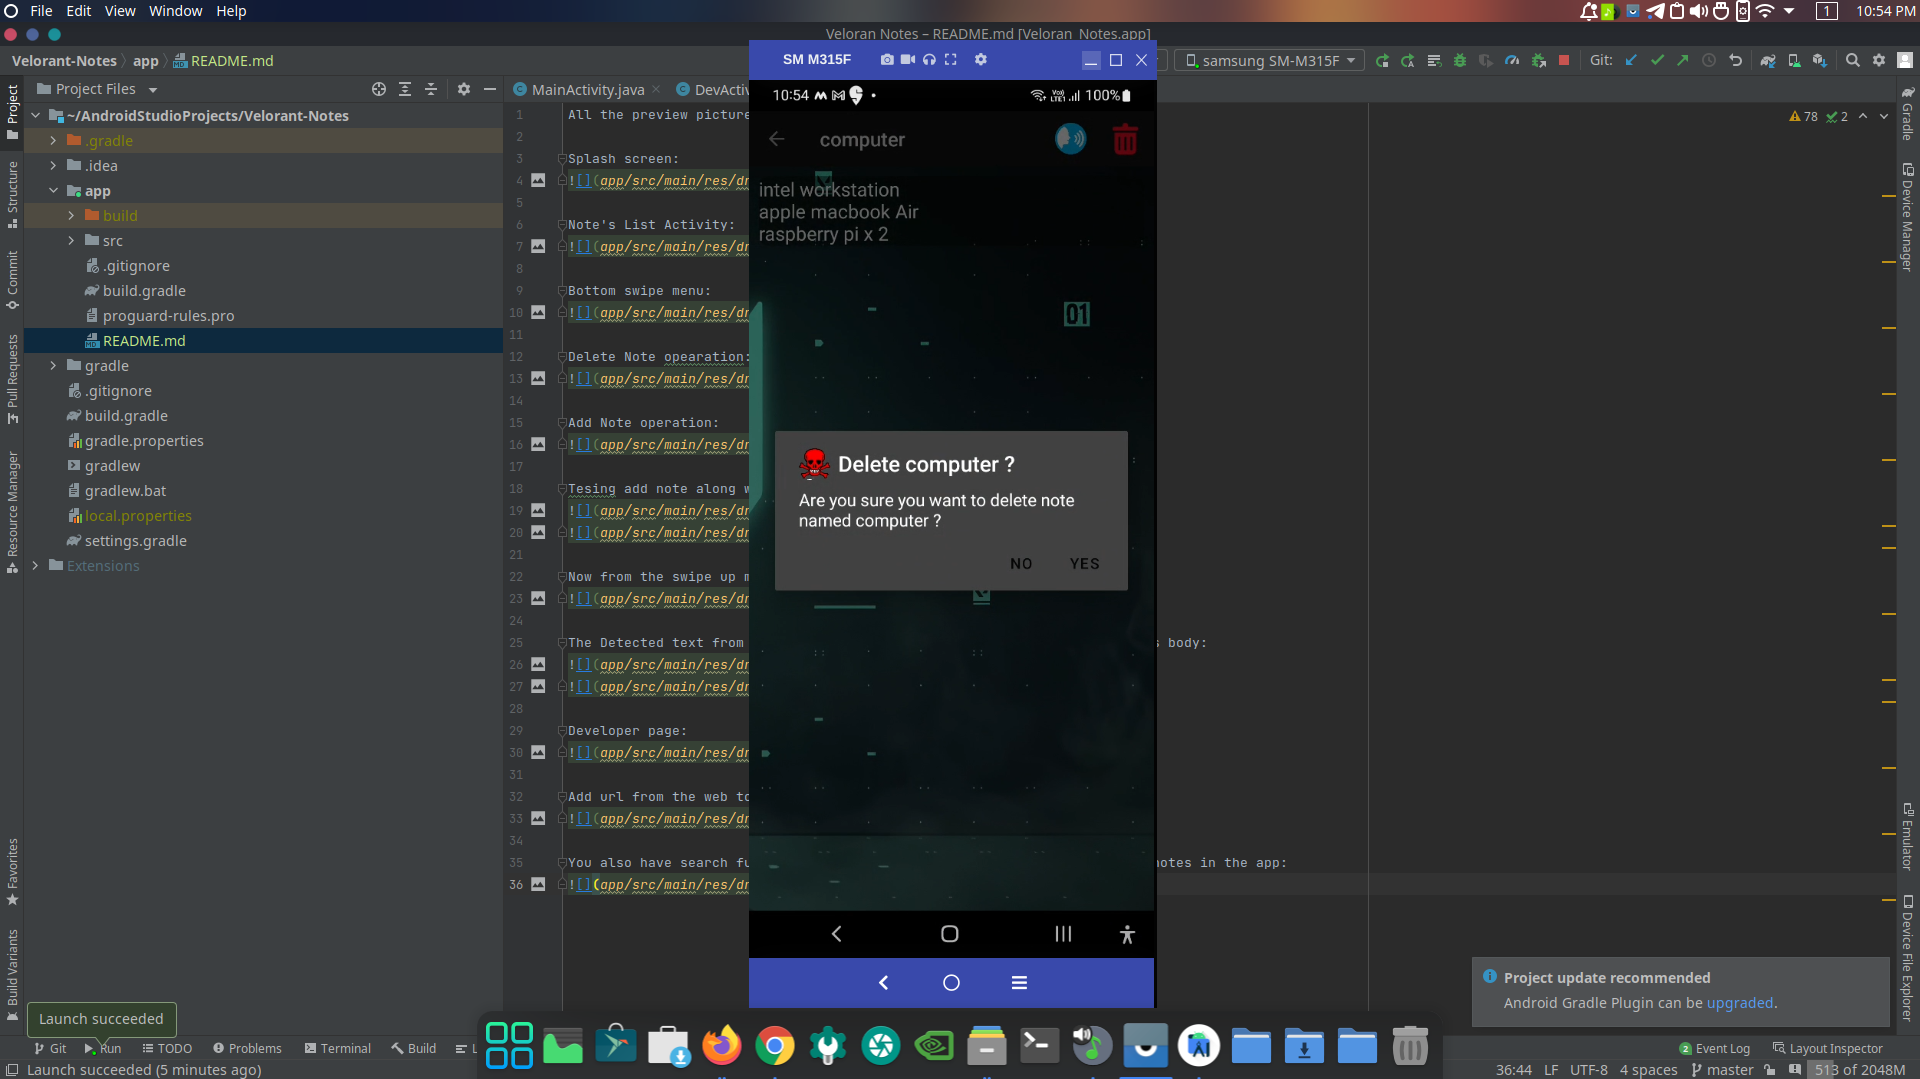 File Edit View Window Help
1 10:54 PM
Veloran Notes – README.md [Veloran_Notes.app]
Velorant-Notes app README.md
samsung SM-M315F
Git:
Project Files
MainActivity.java
DevActiv
~/AndroidStudioProjects/Velorant-Notes
.gradle
.idea
app
build
src
.gitignore
build.gradle
proguard-rules.pro
README.md
gradle
.gitignore
build.gradle
gradle.properties
gradlew
gradlew.bat
local.properties
settings.gradle
Extensions
Project
Structure
Commit
Pull Requests
Resource Manager
Favorites
Build Variants
1 All the preview picture
2
3 Splash screen:
4 ![](app/src/main/res/dr
5
6 Note's List Activity:
7 ![](app/src/main/res/dr
8
9 Bottom swipe menu:
10 ![](app/src/main/res/dr
11
12 Delete Note opearation:
13 ![](app/src/main/res/dr
14
15 Add Note operation:
16 ![](app/src/main/res/dr
17
18 Tesing add note along w
19 ![](app/src/main/res/dr
20 ![](app/src/main/res/dr
21
22 Now from the swipe up m
23 ![](app/src/main/res/dr
24
25 The Detected text from
s body:
26 ![](app/src/main/res/dr
27 ![](app/src/main/res/dr
28
29 Developer page:
30 ![](app/src/main/res/dr
31
32 Add url from the web to
33 ![](app/src/main/res/dr
34
35 You also have search fu
notes in the app:
36 ![](app/src/main/res/dr
78 2
SM M315F
10:54
100%
computer
intel workstation
apple macbook Air
raspberry pi x 2
01
Delete computer ?
Are you sure you want to delete note
named computer ?
NO YES
Gradle
Device Manager
Emulator
Device File Explorer
Project update recommended
Android Gradle Plugin can be upgraded.
Launch succeeded
Git Run TODO Problems Terminal Build
2 Event Log Layout Inspector
Launch succeeded (5 minutes ago)
36:44 LF UTF-8 4 spaces master 513 of 2048M